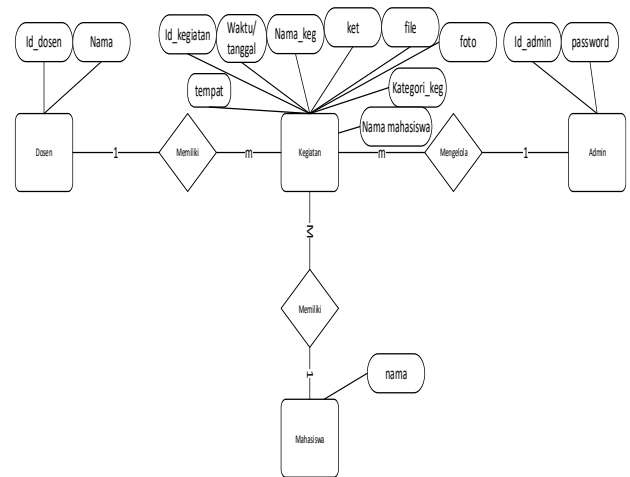 Id_dosen
Nama
Id_kegiatan
Waktu/
tanggal
Nama_keg
ket
file
foto
Id_admin
password
tempat
Kategori_keg
Nama mahasiswa
Dosen
1
Memiliki
m
Kegiatan
m
Mengelola
1
Admin
M
Memiliki
1
nama
Mahasiswa